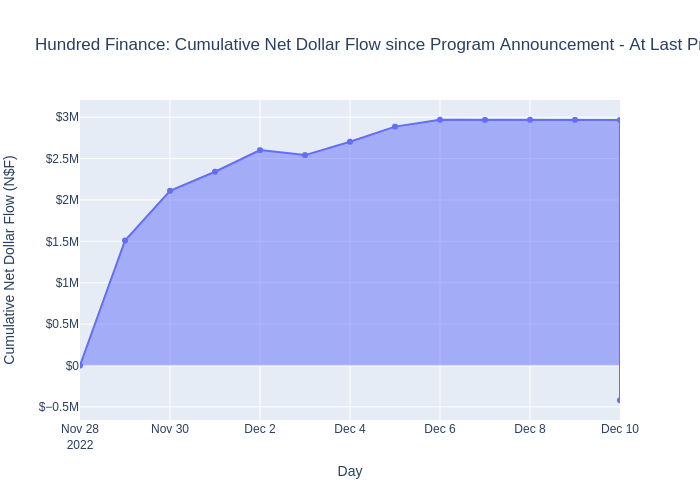 Hundred Finance: Cumulative Net Dollar Flow since Program Announcement - At Last
Cumulative Net Dollar Flow (N$F)
$3M
$2.5M
$2M
$1.5M
$1M
$0.5M
$0
$−0.5M
Nov 28
2022
Nov 30
Dec 2
Dec 4
Dec 6
Dec 8
Dec 10
Day